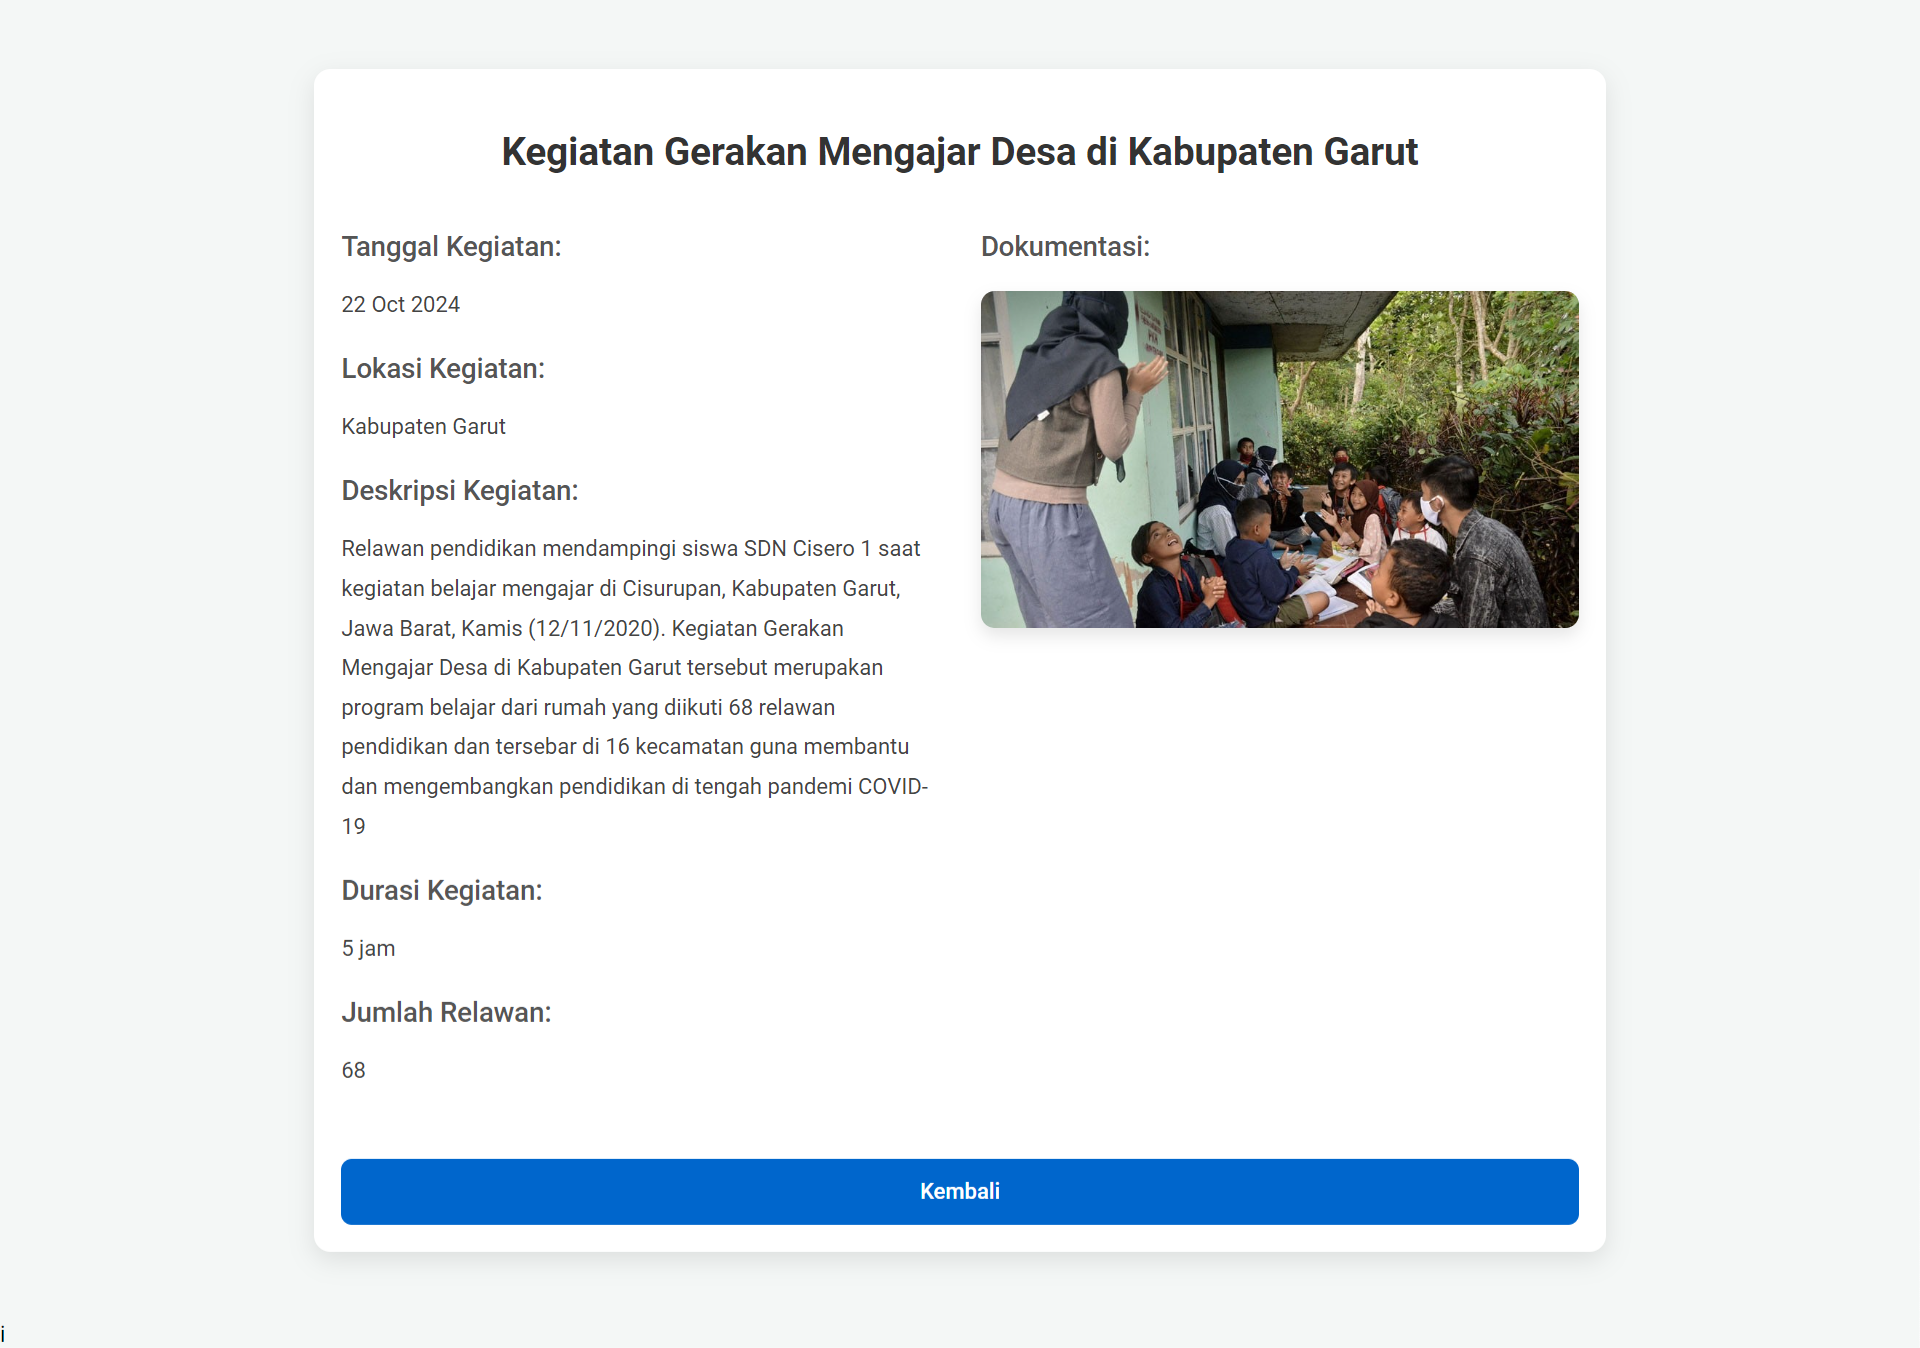 Kegiatan Gerakan Mengajar Desa di Kabupaten Garut
Tanggal Kegiatan:
22 Oct 2024
Lokasi Kegiatan:
Kabupaten Garut
Deskripsi Kegiatan:
Relawan pendidikan mendampingi siswa SDN Cisero 1 saat
kegiatan belajar mengajar di Cisurupan, Kabupaten Garut,
Jawa Barat, Kamis (12/11/2020). Kegiatan Gerakan
Mengajar Desa di Kabupaten Garut tersebut merupakan
program belajar dari rumah yang diikuti 68 relawan
pendidikan dan tersebar di 16 kecamatan guna membantu
dan mengembangkan pendidikan di tengah pandemi COVID-
19
Durasi Kegiatan:
5 jam
Jumlah Relawan:
68
Dokumentasi:
Kembali
i